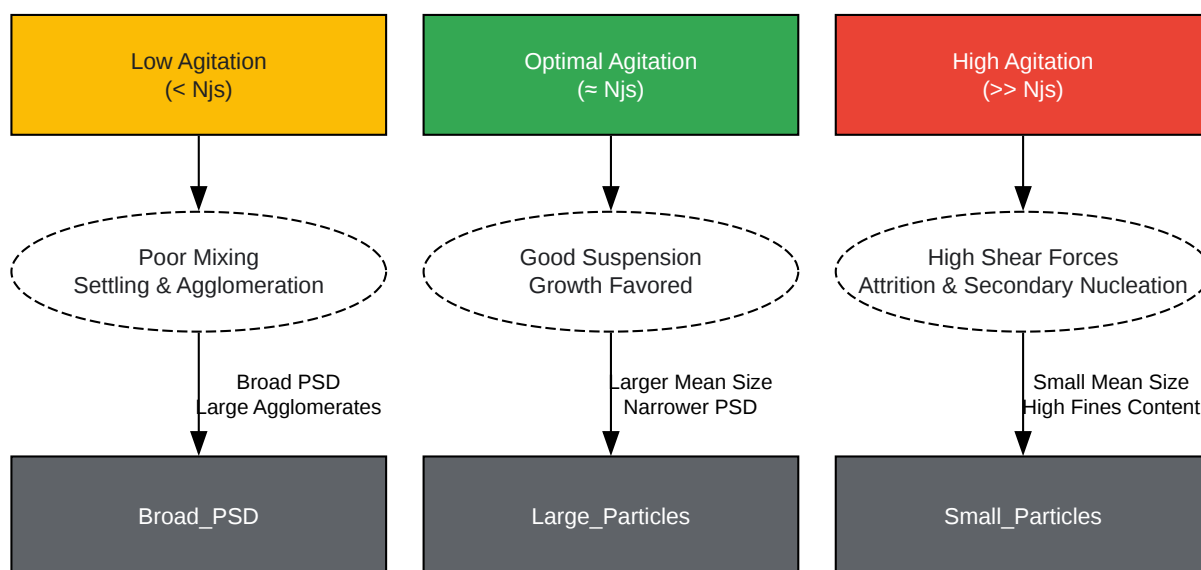 Low Agitation
(< Njs)
Optimal Agitation
(≈ Njs)
High Agitation
(>> Njs)
Poor Mixing
Settling & Agglomeration
Good Suspension
Growth Favored
High Shear Forces
Attrition & Secondary Nucleation
Broad PSD
Large Agglomerates
Larger Mean Size
Narrower PSD
Small Mean Size
High Fines Content
Broad_PSD
Large_Particles
Small_Particles